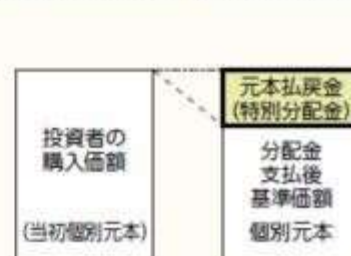 投資者の
購入価額
(当初個別元本)
元本払戻金
(特別分配金)
分配金
支払後
基準価額
個別元本